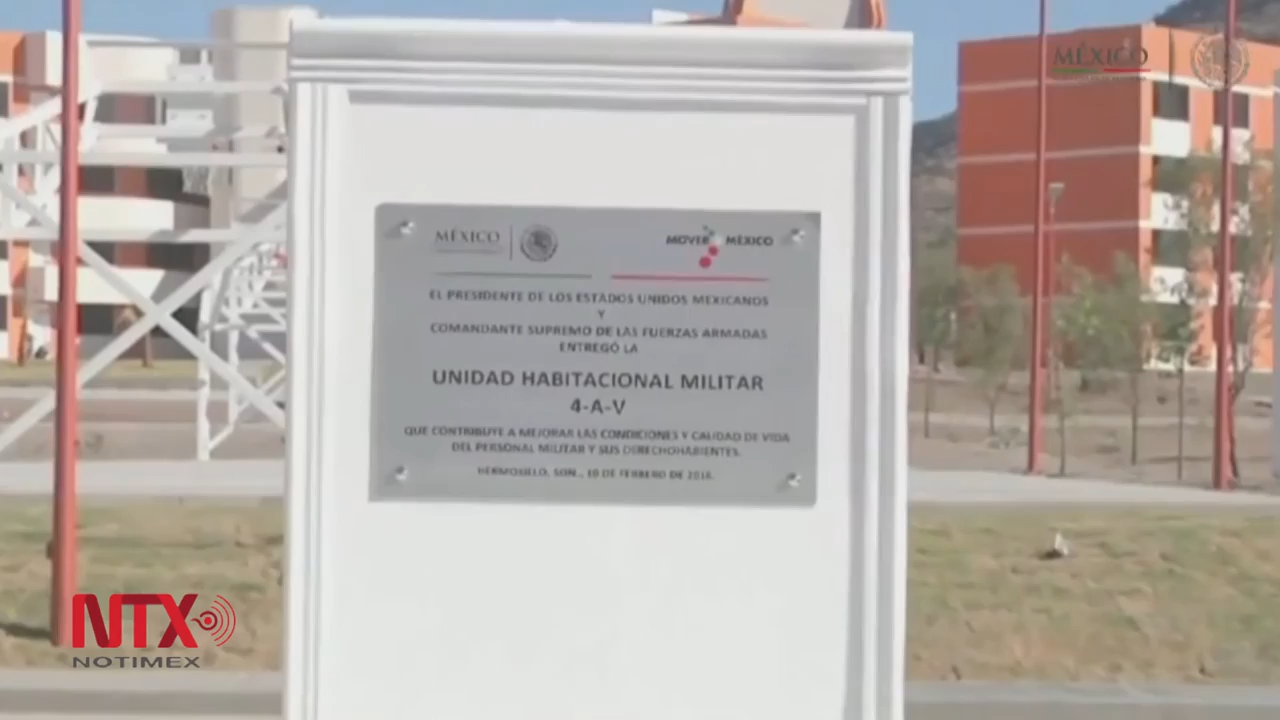 MÉXICO
MÉXICO
MOVER MÉXICO
EL PRESIDENTE DE LOS ESTADOS UNIDOS MEXICANOS
Y
COMANDANTE SUPREMO DE LAS FUERZAS ARMADAS
ENTREGÓ LA
UNIDAD HABITACIONAL MILITAR
4-A-V
QUE CONTRIBUYE A MEJORAR LAS CONDICIONES Y CALIDAD DE VIDA
DEL PERSONAL MILITAR Y SUS DERECHOHABIENTES.
HERMOSILLO, SON., 10 DE FEBRERO DE 2016.
NTX
NOTIMEX